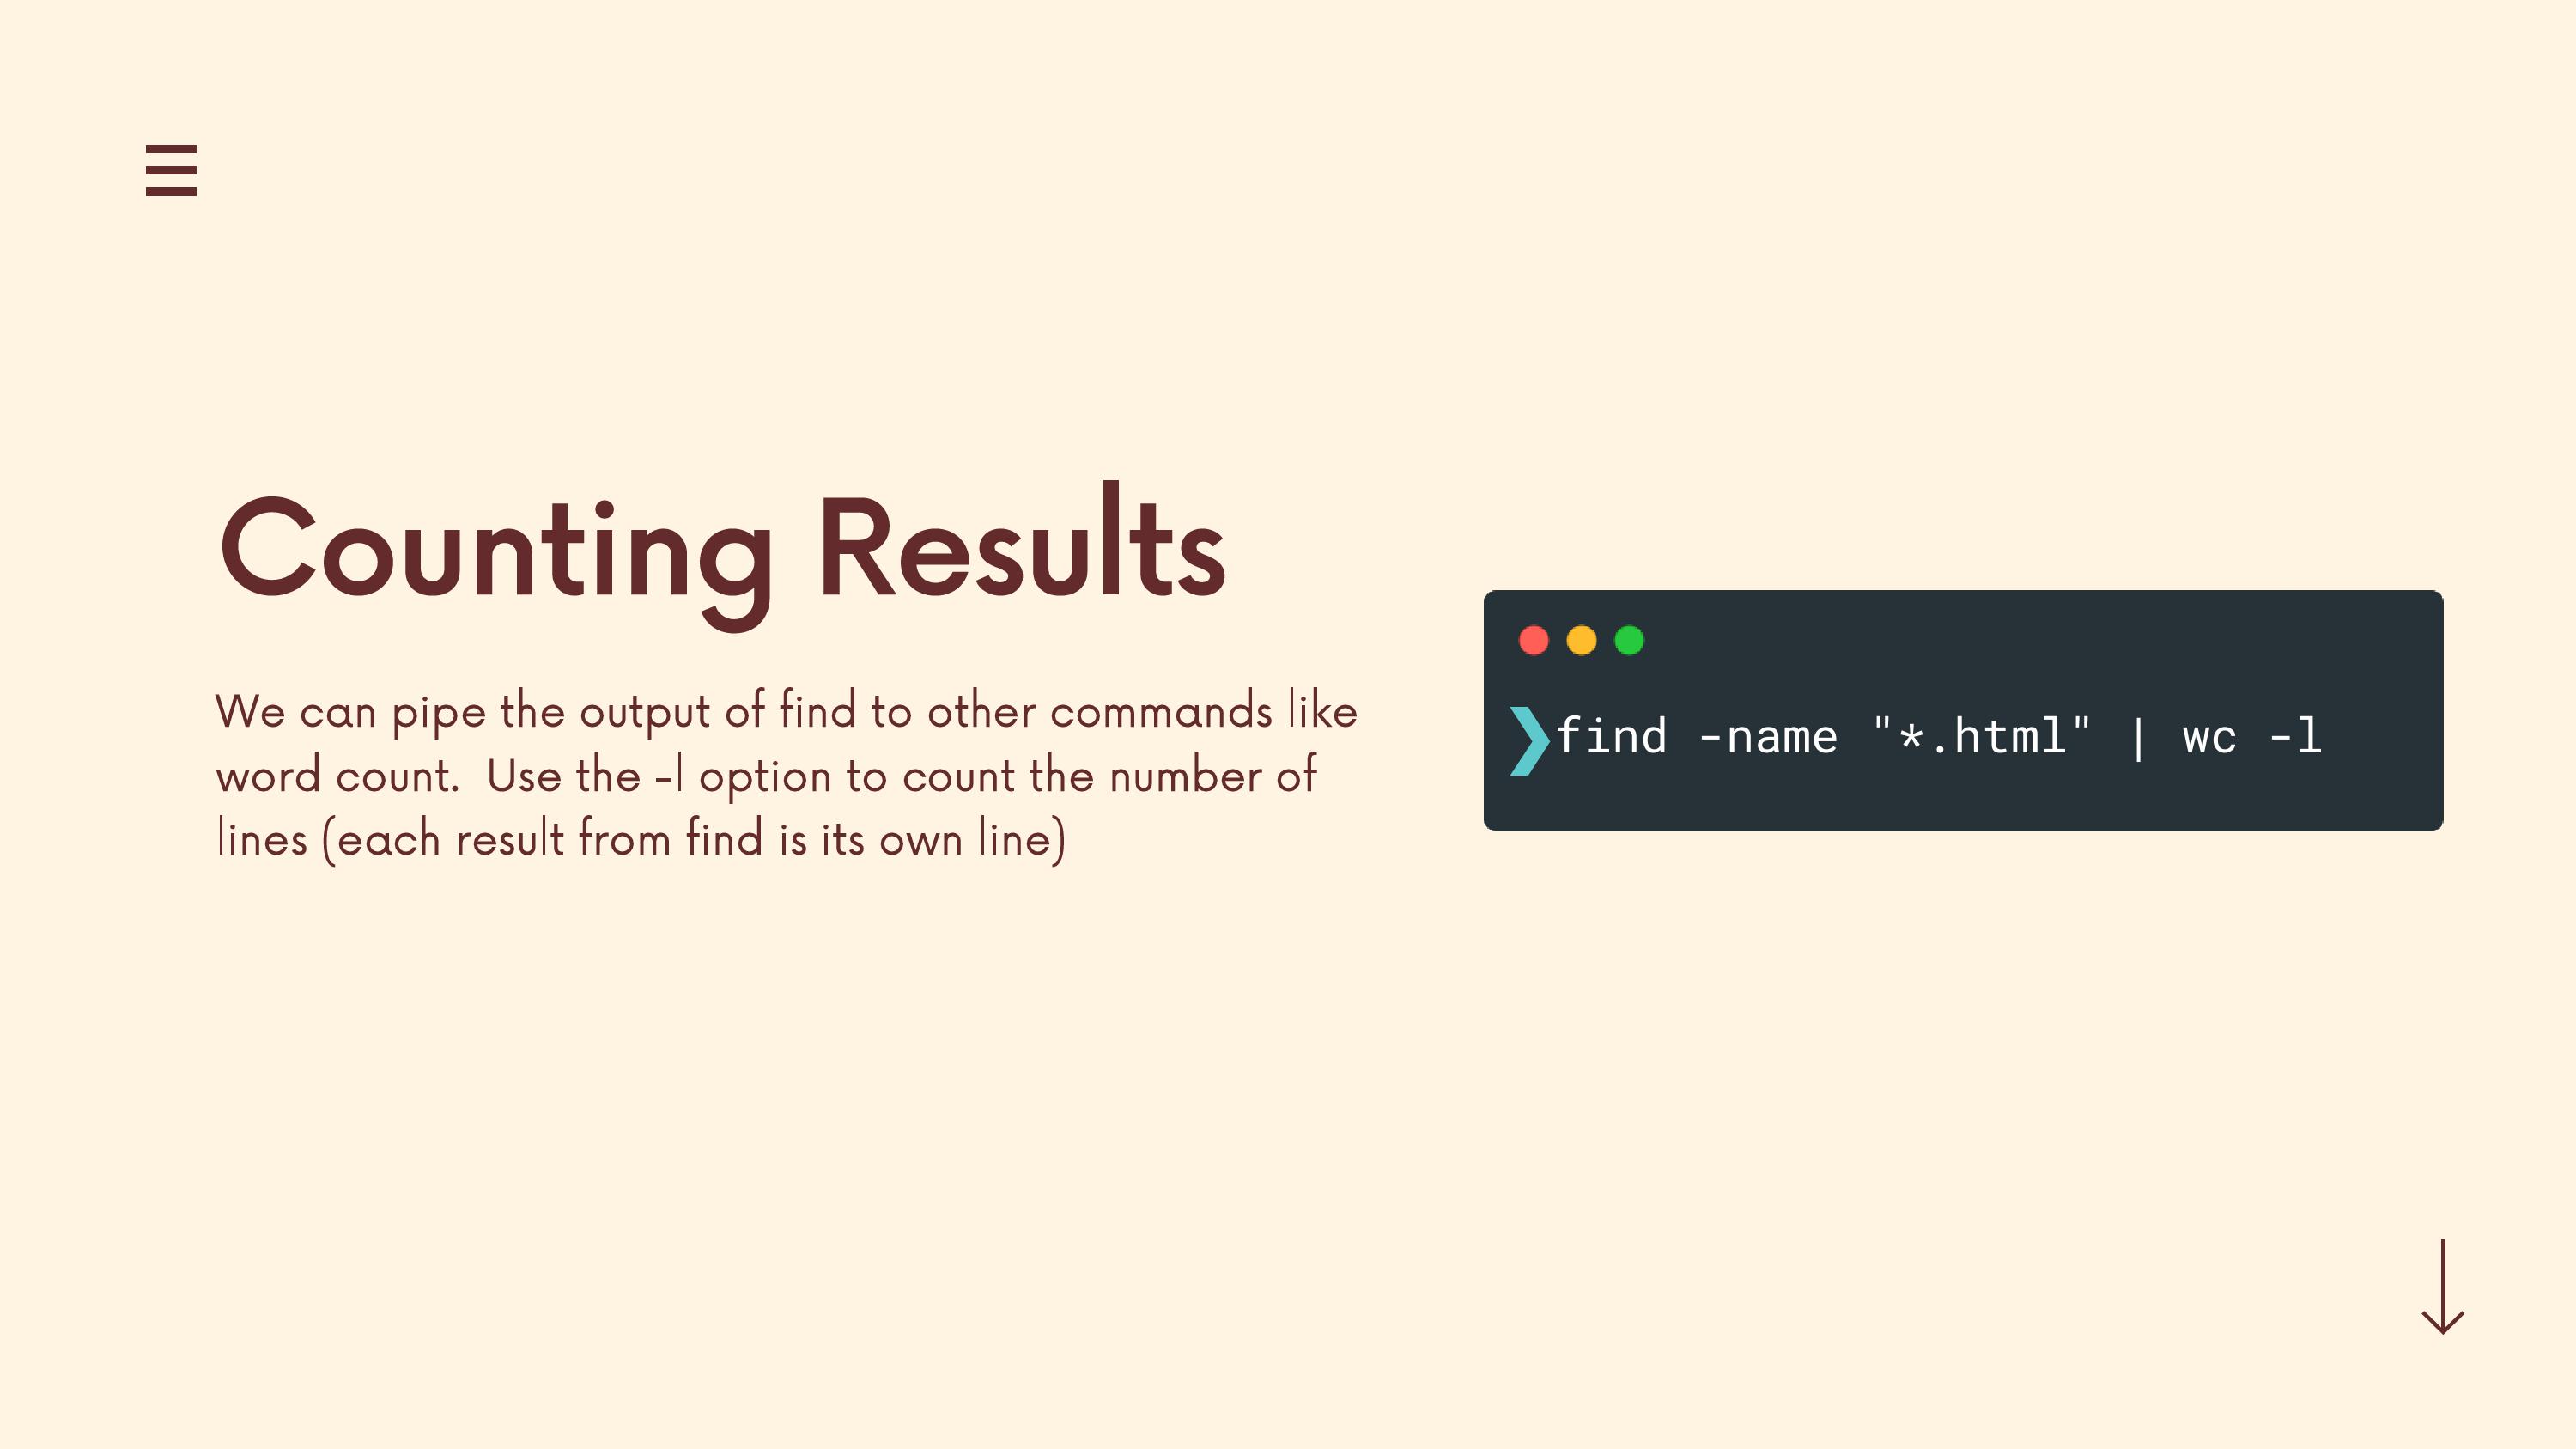 Counting Results
We can pipe the output of find to other commands like
word count.  Use the -l option to count the number of
lines (each result from find is its own line)
❯find -name "*.html" | wc -l